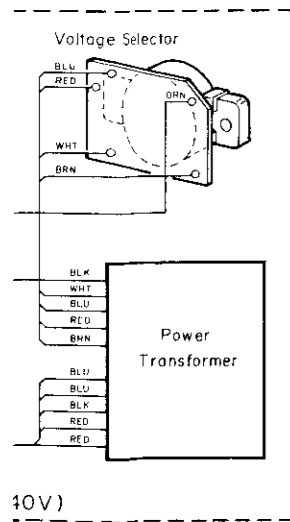 Voltage Selector
BLU
RED
ORN
WHT
BRN
BLK
WHT
BLU
RED
BRN
Power
Transformer
BLU
BLU
BLK
RED
RED
40V)